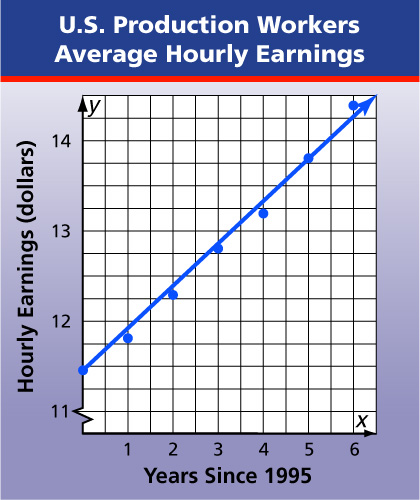 U.S. Production Workers
Average Hourly Earnings
y
14
13
12
11
Hourly Earnings (dollars)
x
1 2 3 4 5 6
Years Since 1995